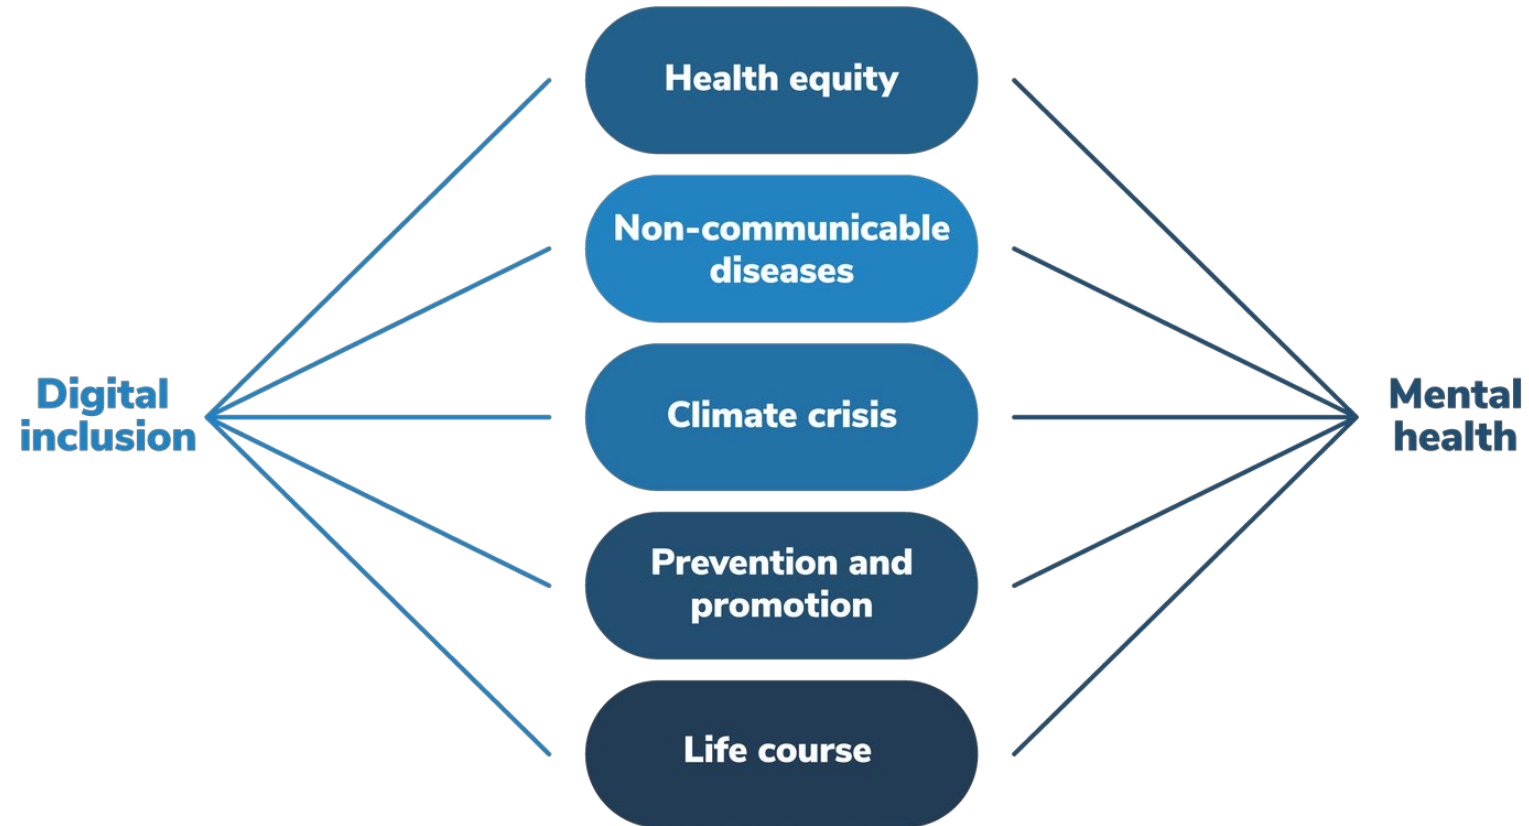 Health equity
Non-communicable
diseases
Climate crisis
Prevention and
promotion
Life course
Digital
inclusion
Mental
health